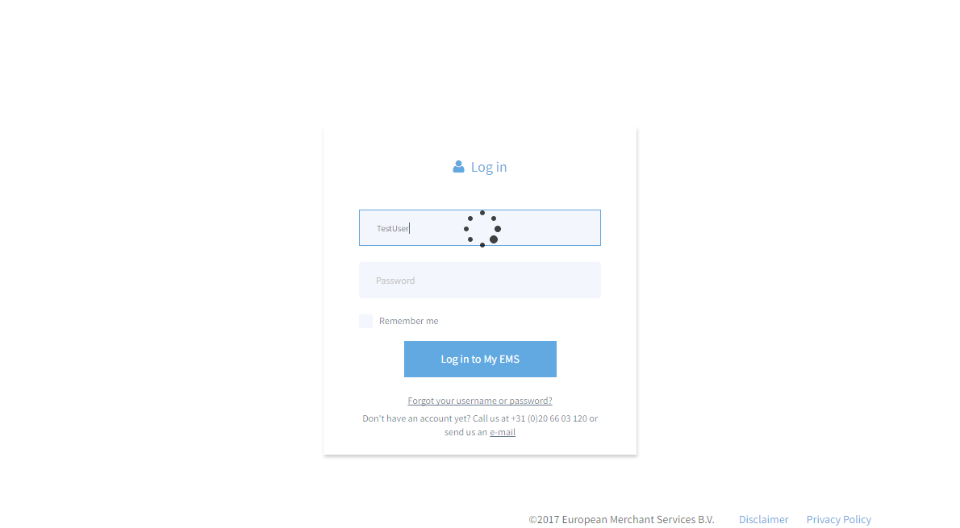 Log in
TestUser
Password
Remember me
Log in to My EMS
Forgot your username or password?
Don't have an account yet? Call us at +31 (0)20 66 03 120 or
send us an e-mail
©2017 European Merchant Services B.V. Disclaimer Privacy Policy